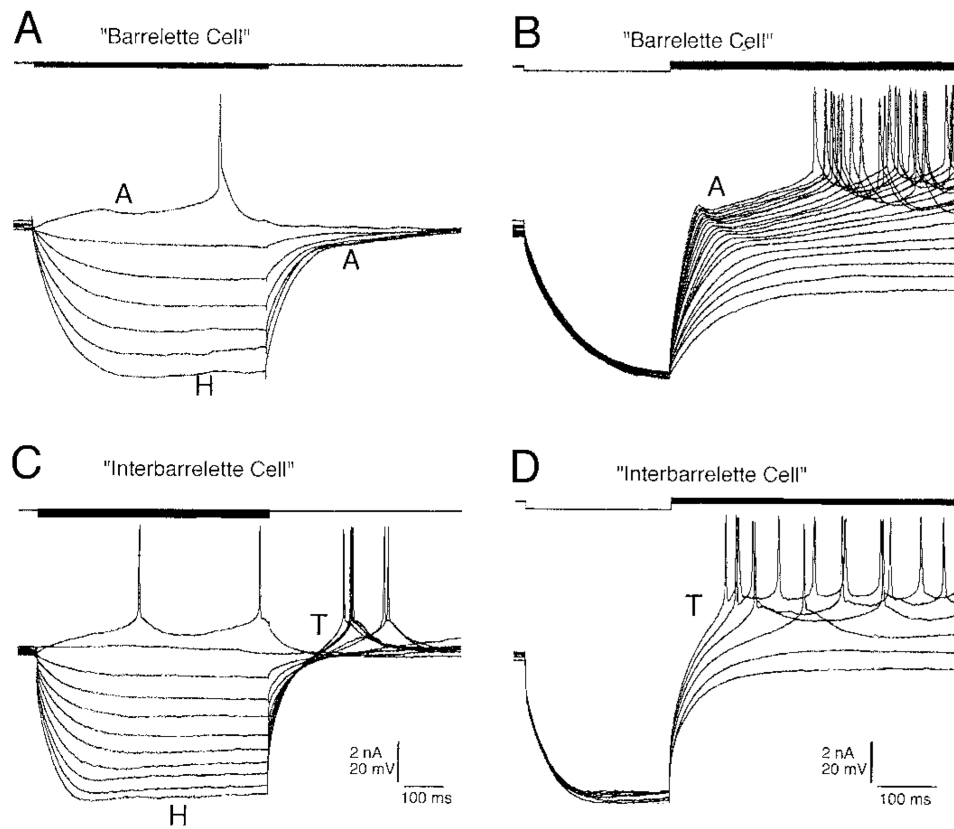 A
"Barrelette Cell"
A
A
H
B
"Barrelette Cell"
A
C
"Interbarrelette Cell"
T
H
2 nA
20 mV
100 ms
D
"Interbarrelette Cell"
T
2 nA
20 mV
100 ms